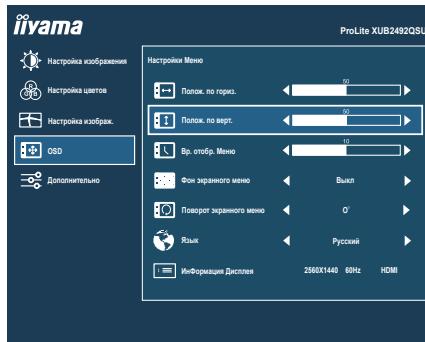 iiyama
ProLite XUB2492QSU
Настройка изображения
Настройка цветов
Настройка изображ.
OSD
Дополнительно
Настройки Меню
Полож. по гориз.
50
Полож. по верт.
50
Вр. отобр. Меню
10
Фон экранного меню
Выкл
Поворот экранного меню
0°
Язык
Русский
ИнФормация Дисплея
2560X1440 60Hz HDMI